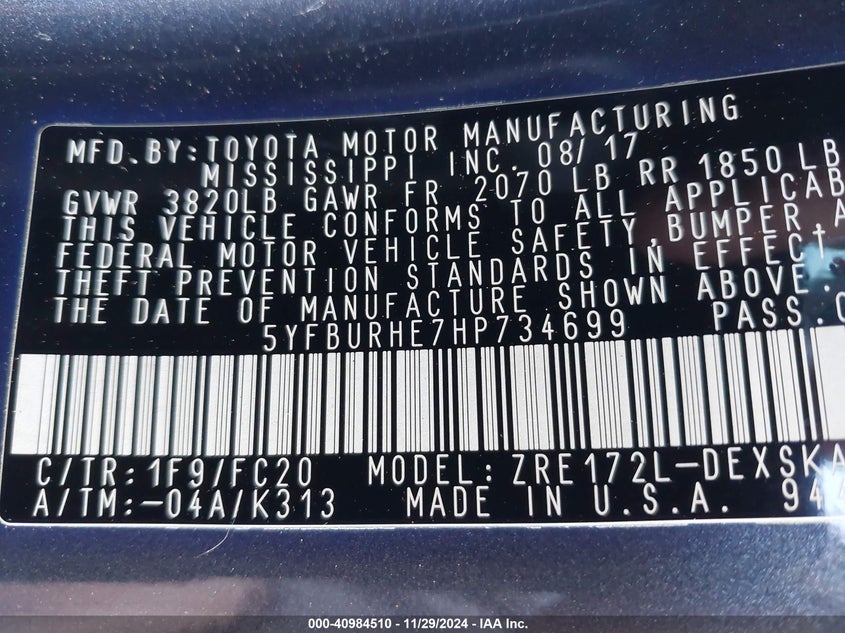 MFD.BY:TOYOTA MOTOR MANUFACTURING
MISSISSIPPI INC. 08/17
GVWR 3820LB GAWR FR 2070 LB RR 1850 LB
THIS VEHICLE CONFORMS TO ALL APPLICAB
FEDERAL MOTOR VEHICLE SAFETY,BUMPER,A
THEFT PREVENTION STANDARDS IN EFFECT
THE DATE OF MANUFACTURE SHOWN ABOVE.
5YFBURHE7HP734699 PASS.C
C/TR:1F9/FC20 MODEL:ZRE172L-DEXSKA
A/TM:-04A/K313 MADE IN U.S.A. 94
000-40984510 - 11/29/2024 - IAA Inc.